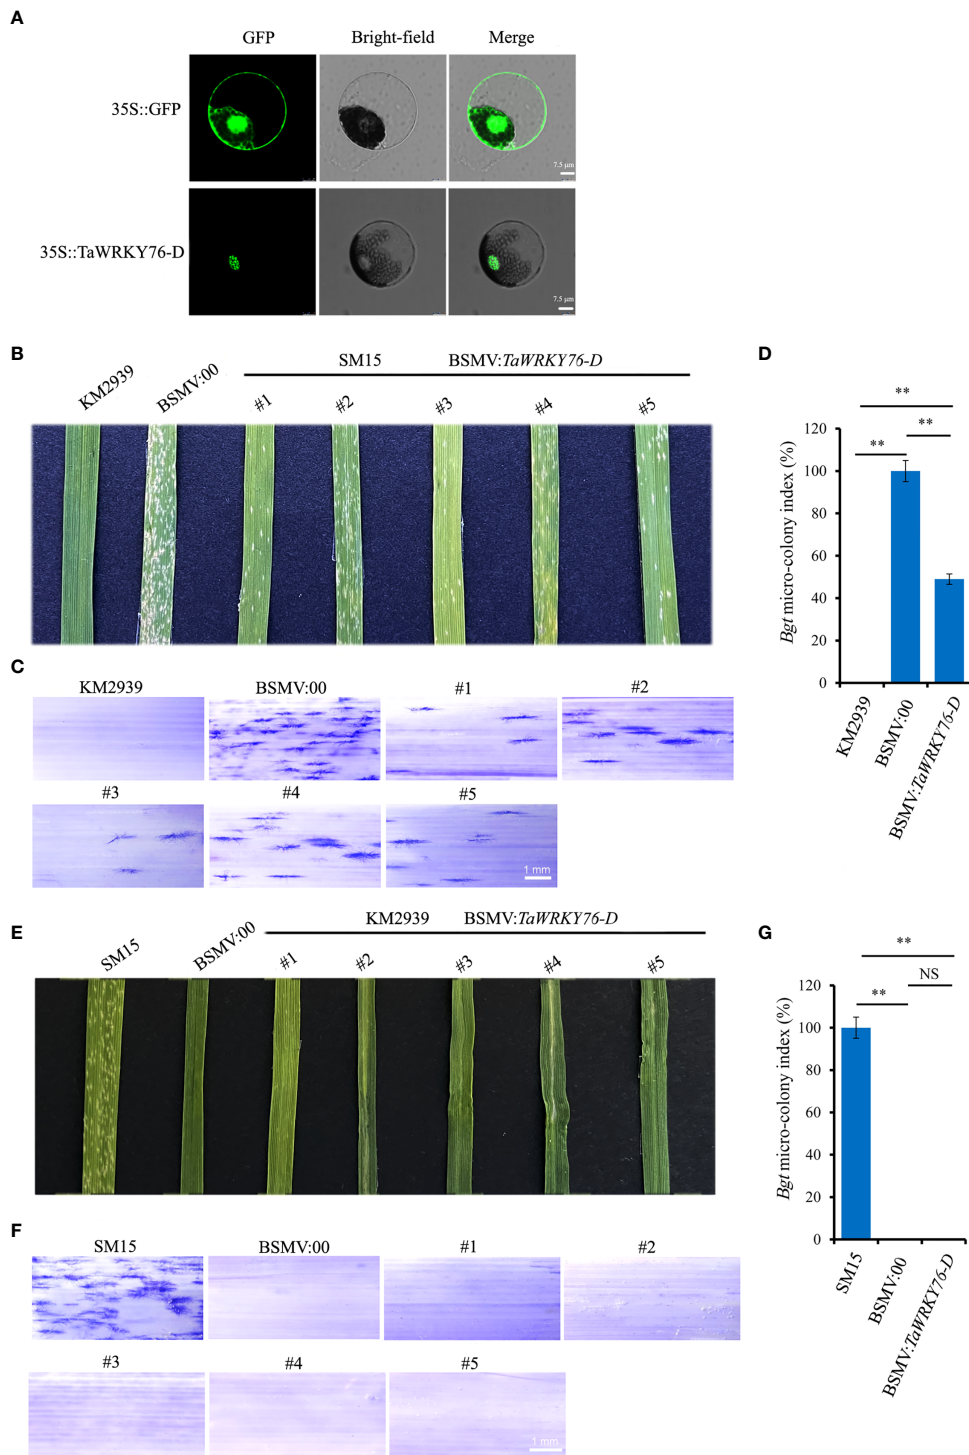 A
GFP Bright-field Merge
35S::GFP
7.5 μm
35S::TaWRKY76-D
7.5 μm
B
KM2939 BSMV:00 SM15 BSMV:TaWRKY76-D
#1 #2 #3 #4 #5
C
KM2939 BSMV:00 #1 #2
#3 #4 #5
1 mm
D
**
** **
Bgt micro-colony index (%)
120
100
80
60
40
20
0
KM2939 BSMV:00 BSMV:TaWRKY76-D
E
SM15 BSMV:00 KM2939 BSMV:TaWRKY76-D
#1 #2 #3 #4 #5
F
SM15 BSMV:00 #1 #2
#3 #4 #5
1 mm
G
**
** NS
Bgt micro-colony index (%)
120
100
80
60
40
20
0
SM15 BSMV:00 BSMV:TaWRKY76-D